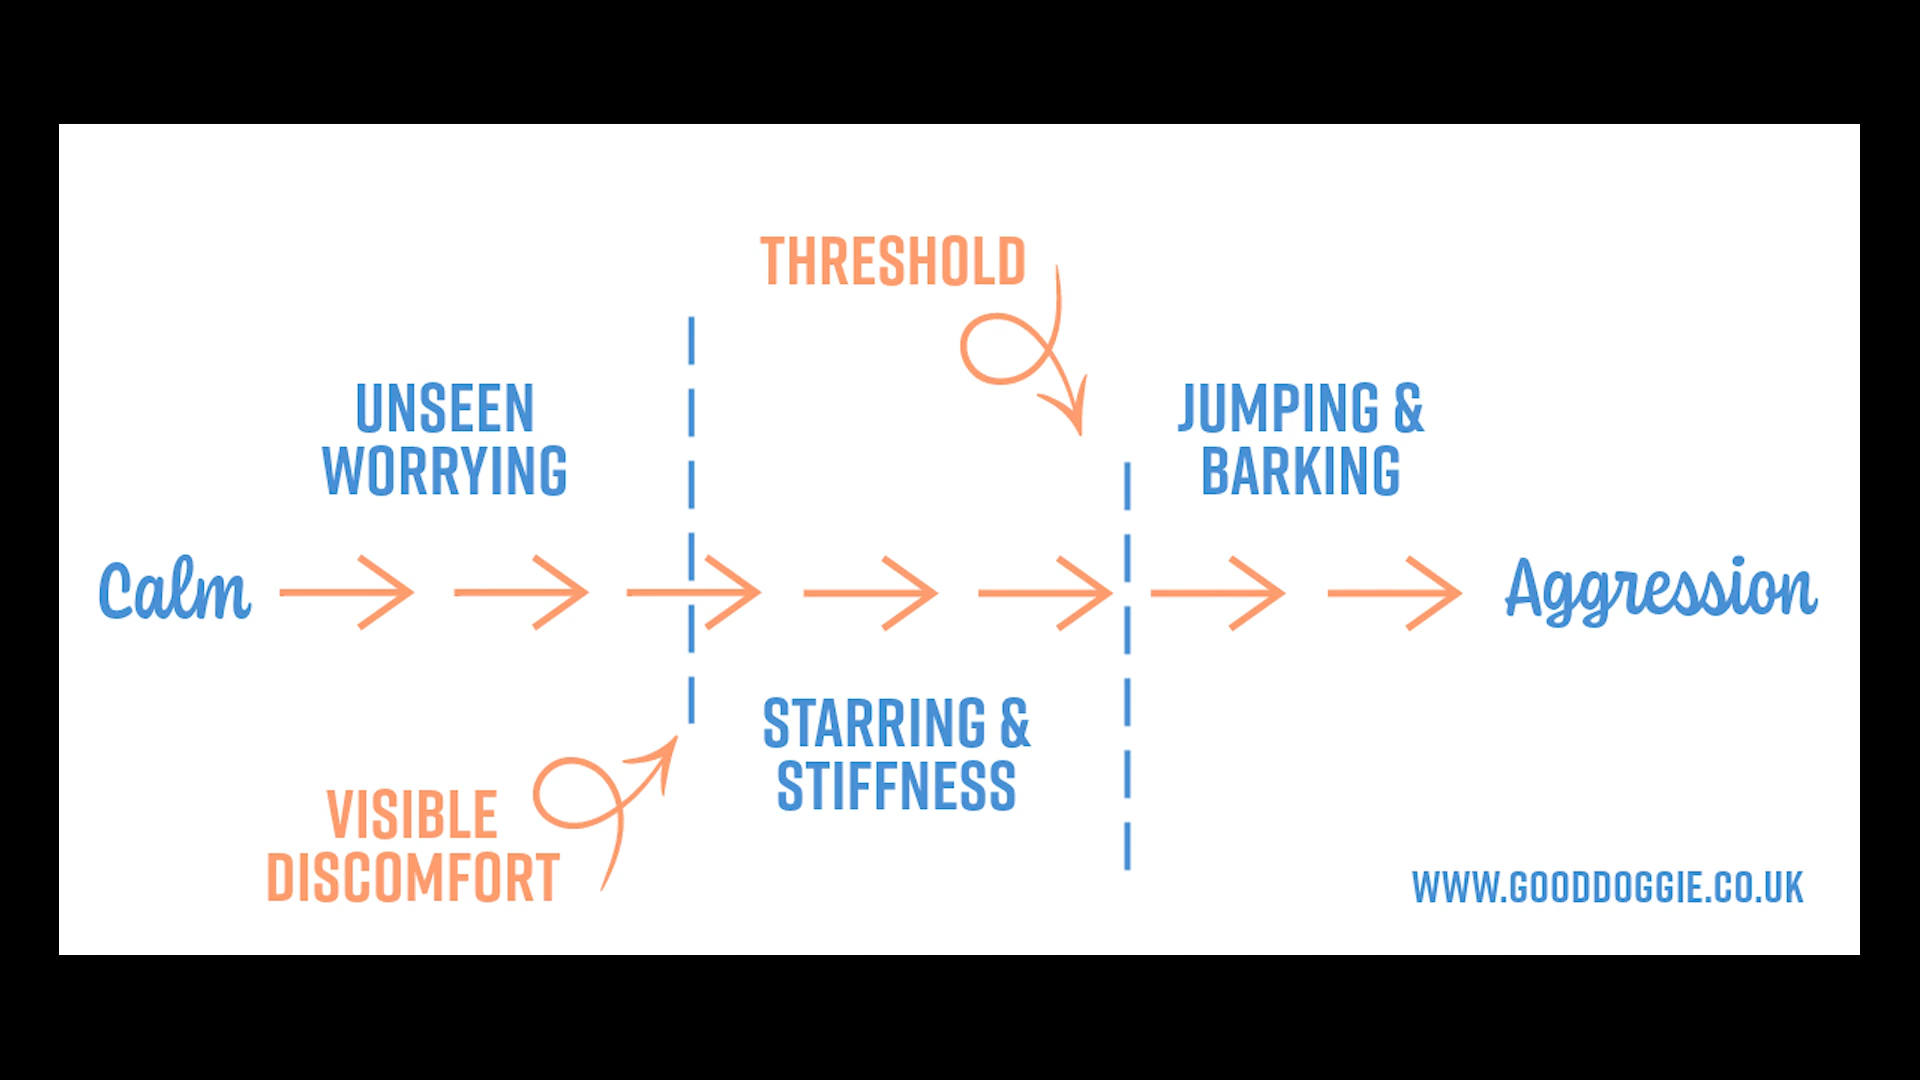 THRESHOLD
UNSEEN
WORRYING
JUMPING &
BARKING
Calm
Aggression
STARRING &
STIFFNESS
VISIBLE
DISCOMFORT
WWW.GOODDOGGIE.CO.UK